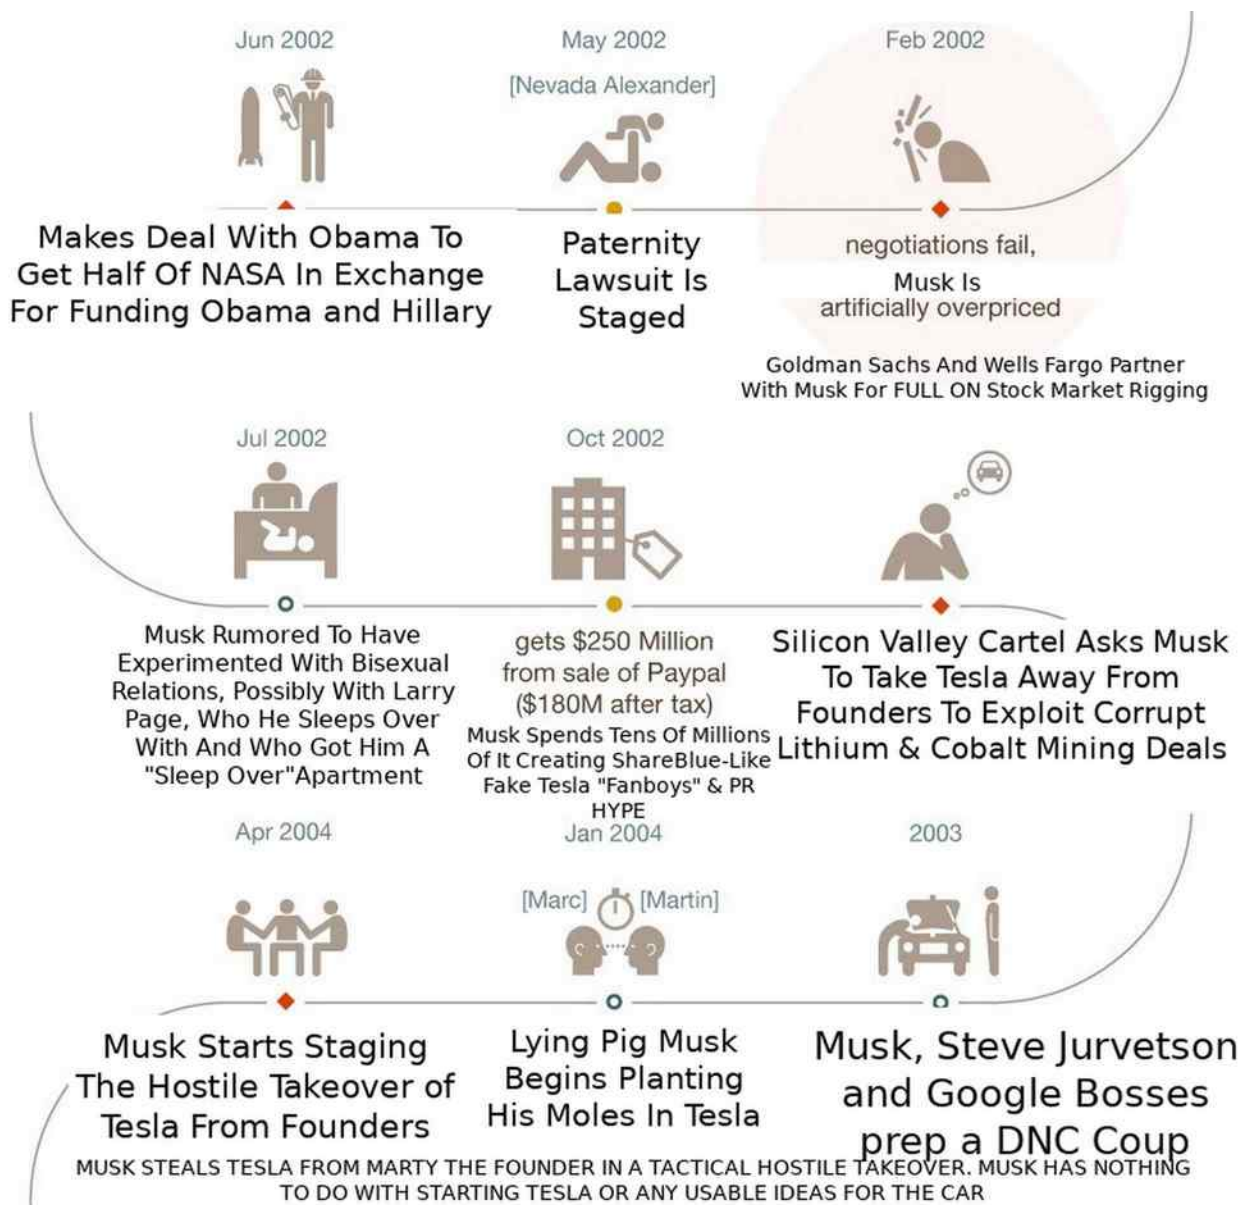 Jun 2002
May 2002
Feb 2002
[Nevada Alexander]
Makes Deal With Obama To
Get Half Of NASA In Exchange
For Funding Obama and Hillary
Paternity
Lawsuit Is
Staged
negotiations fail,
Musk Is
artificially overpriced
Goldman Sachs And Wells Fargo Partner
With Musk For FULL ON Stock Market Rigging
Jul 2002
Oct 2002
Musk Rumored To Have
Experimented With Bisexual
Relations, Possibly With Larry
Page, Who He Sleeps Over
With And Who Got Him A
"Sleep Over"Apartment
gets $250 Million
from sale of Paypal
($180M after tax)
Musk Spends Tens Of Millions
Of It Creating ShareBlue-Like
Fake Tesla "Fanboys" & PR
HYPE
Silicon Valley Cartel Asks Musk
To Take Tesla Away From
Founders To Exploit Corrupt
Lithium & Cobalt Mining Deals
Apr 2004
Jan 2004
2003
[Marc]
[Martin]
Musk Starts Staging
The Hostile Takeover of
Tesla From Founders
Lying Pig Musk
Begins Planting
His Moles In Tesla
Musk, Steve Jurvetson
and Google Bosses
prep a DNC Coup
MUSK STEALS TESLA FROM MARTY THE FOUNDER IN A TACTICAL HOSTILE TAKEOVER. MUSK HAS NOTHING
TO DO WITH STARTING TESLA OR ANY USABLE IDEAS FOR THE CAR